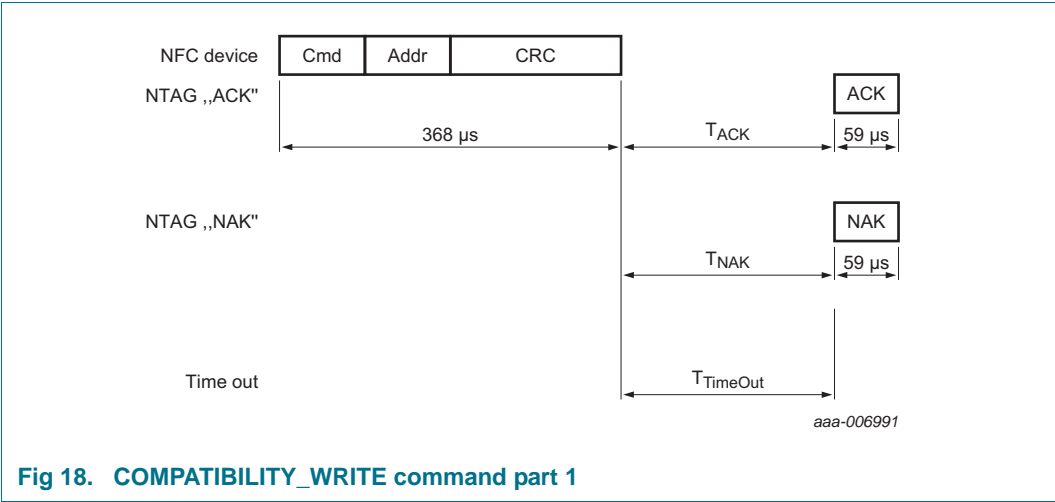 NFC device Cmd Addr CRC
NTAG ,,ACK" ACK
368 µs TACK 59 µs
NTAG ,,NAK" NAK
TNAK 59 µs
Time out TTimeOut
aaa-006991
Fig 18. COMPATIBILITY_WRITE command part 1